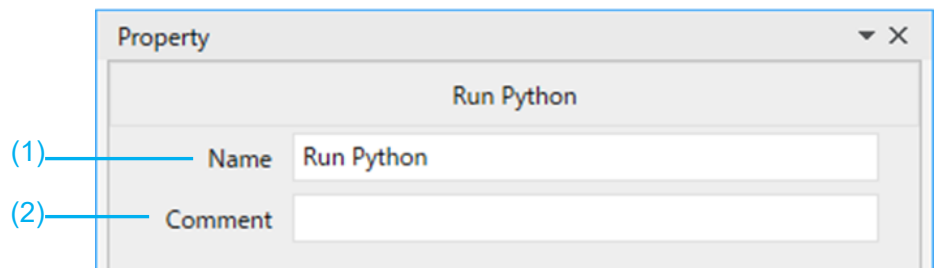 Property
Run Python
(1) Name Run Python
(2) Comment